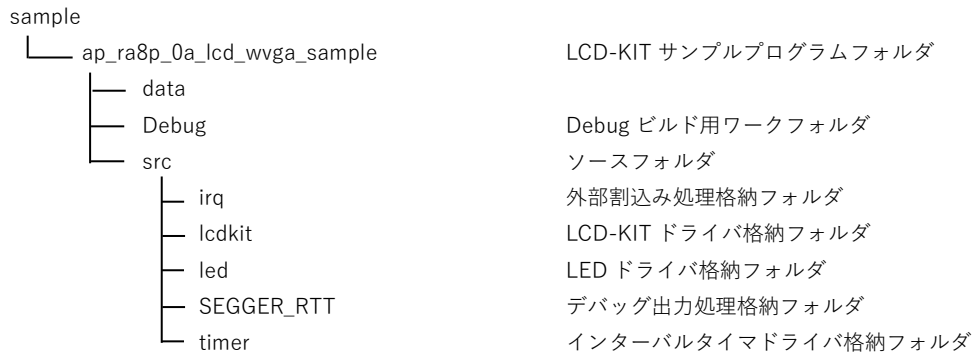 sample
ap_ra8p_0a_lcd_wvga_sample LCD-KIT サンプルプログラムフォルダ
data
Debug Debug ビルド用ワークフォルダ
src ソースフォルダ
irq 外部割込み処理格納フォルダ
lcdkit LCD-KIT ドライバ格納フォルダ
led LED ドライバ格納フォルダ
SEGGER_RTT デバッグ出力処理格納フォルダ
timer インターバルタイマドライバ格納フォルダ